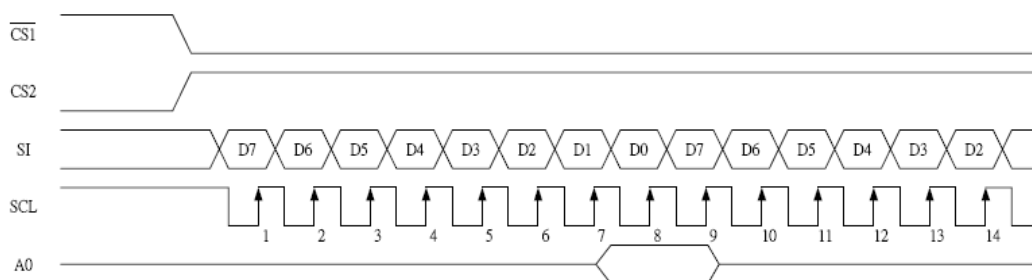 C̅S̅1̅
CS2
SI D7 D6 D5 D4 D3 D2 D1 D0 D7 D6 D5 D4 D3 D2
SCL
1 2 3 4 5 6 7 8 9 10 11 12 13 14
A0